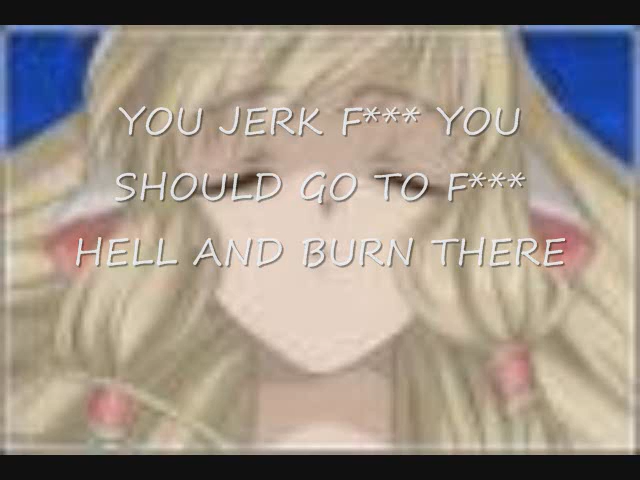 YOU JERK F*** YOU
SHOULD GO TO F***
HELL AND BURN THERE